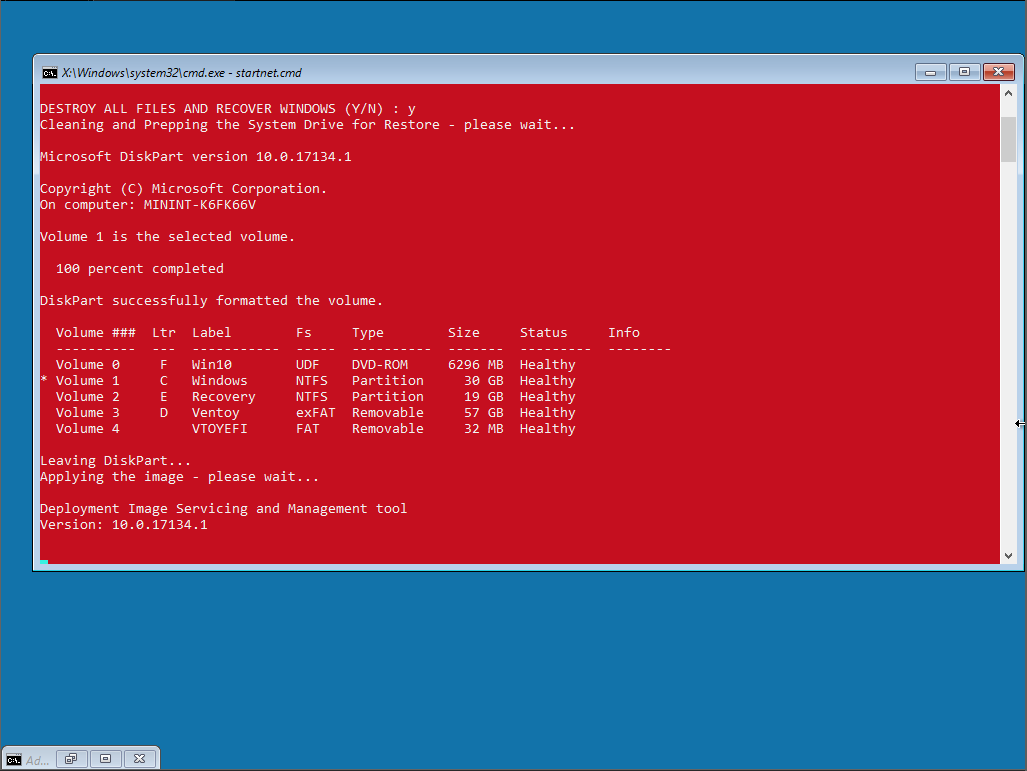 X:\Windows\system32\cmd.exe - startnet.cmd
DESTROY ALL FILES AND RECOVER WINDOWS (Y/N) : y
Cleaning and Prepping the System Drive for Restore - please wait...
Microsoft DiskPart version 10.0.17134.1
Copyright (C) Microsoft Corporation.
On computer: MININT-K6FK66V
Volume 1 is the selected volume.
100 percent completed
DiskPart successfully formatted the volume.
Volume ###  Ltr  Label        Fs     Type        Size     Status     Info
----------  ---  -----------  -----  ----------  -------  ---------  --------
Volume 0     F   Win10        UDF    DVD-ROM     6296 MB  Healthy
* Volume 1     C   Windows      NTFS   Partition     30 GB  Healthy
Volume 2     E   Recovery     NTFS   Partition     19 GB  Healthy
Volume 3     D   Ventoy       exFAT  Removable     57 GB  Healthy
Volume 4         VTOYEFI      FAT    Removable     32 MB  Healthy
Leaving DiskPart...
Applying the image - please wait...
Deployment Image Servicing and Management tool
Version: 10.0.17134.1
Ad...